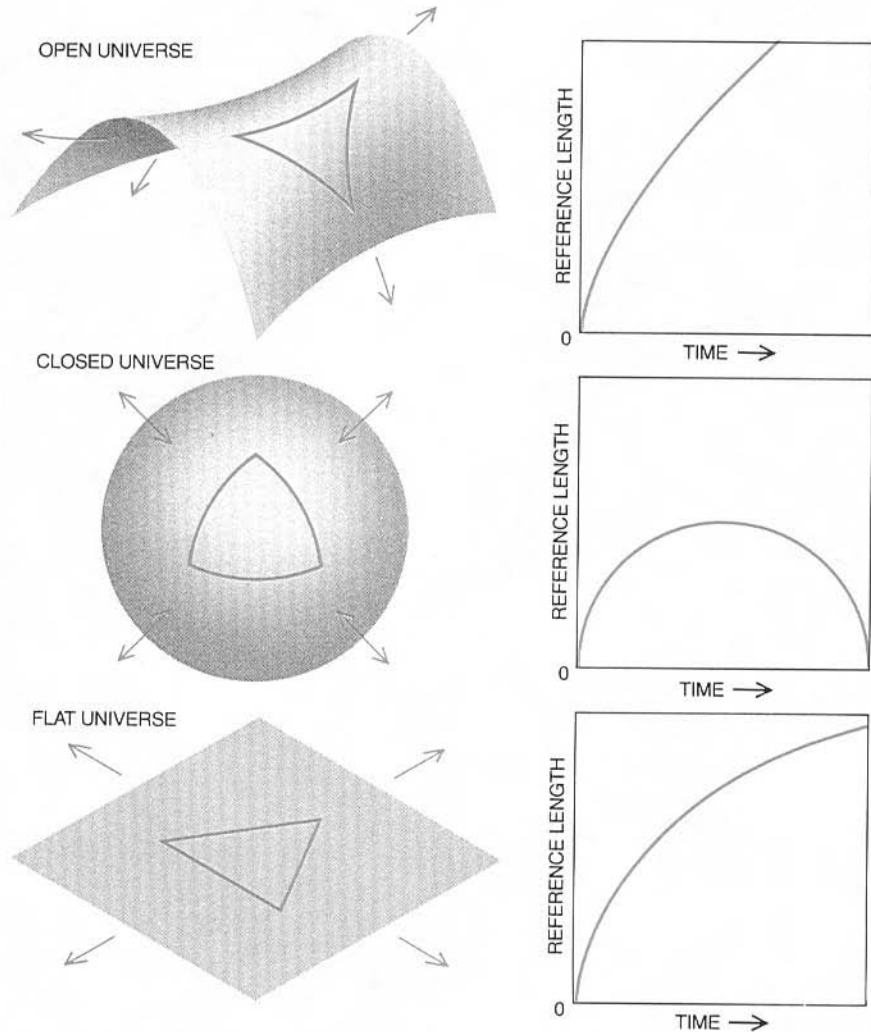 OPEN UNIVERSE
REFERENCE LENGTH
0
TIME
CLOSED UNIVERSE
REFERENCE LENGTH
0
TIME
FLAT UNIVERSE
REFERENCE LENGTH
0
TIME